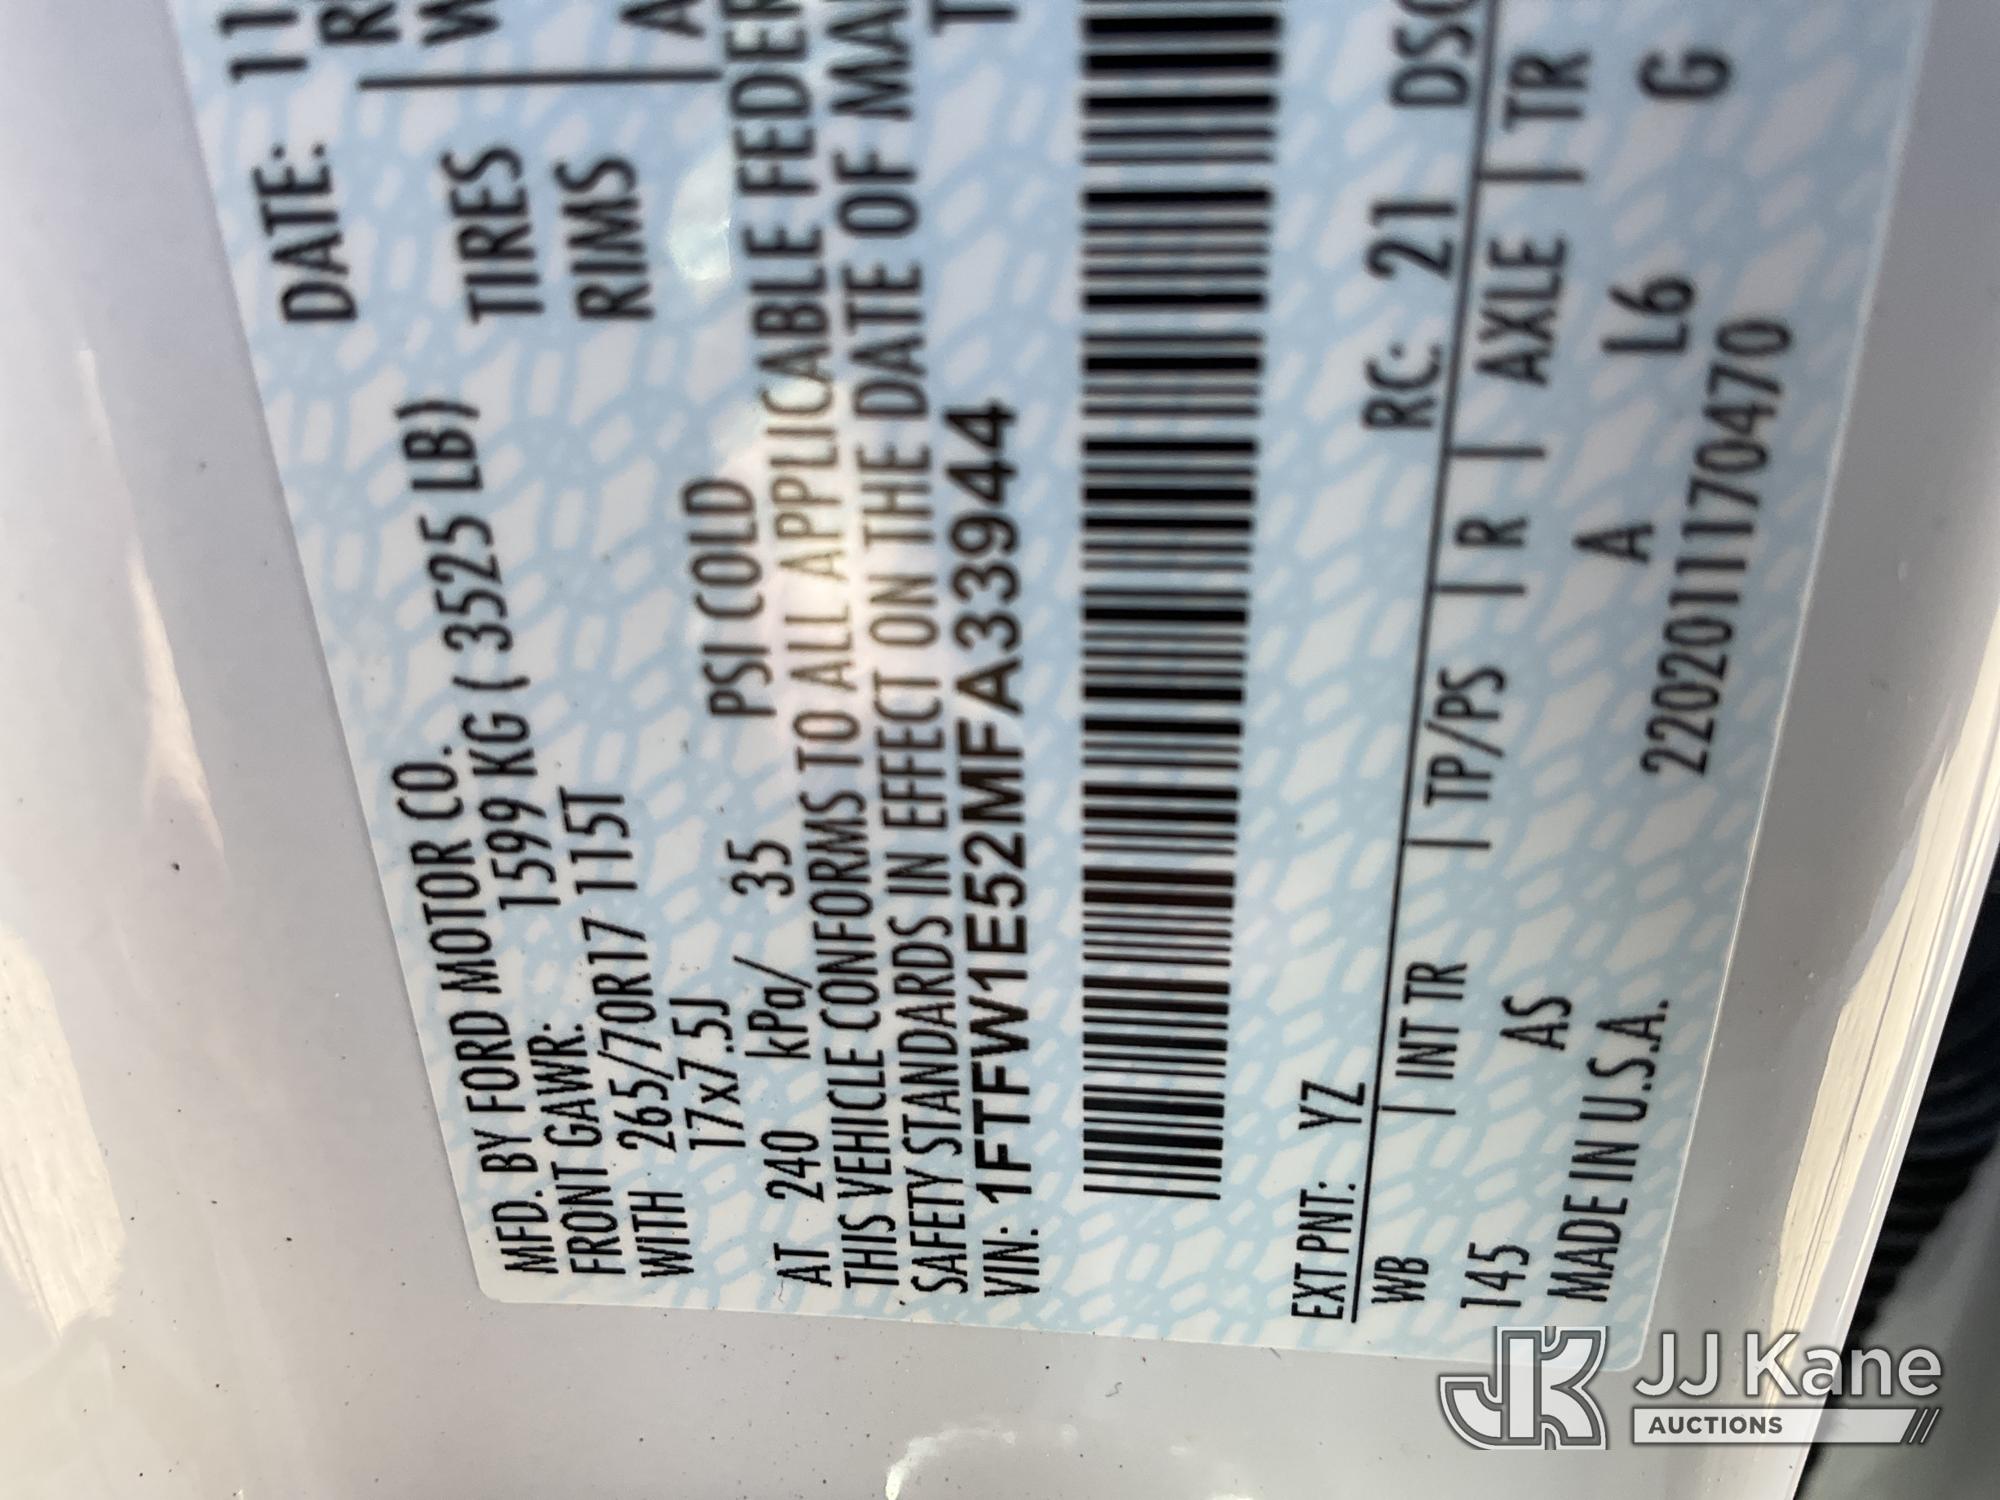 MFD. BY FORD MOTOR CO. DATE: 11
FRONT GAWR: 1599 KG ( 3525 LB)
WITH 265/70R17 115T TIRES
17x7.5J RIMS
AT 240 kPa/ 35 PSI COLD
THIS VEHICLE CONFORMS TO ALL APPLICABLE FEDER
SAFETY STANDARDS IN EFFECT ON THE DATE OF MA
VIN: 1FTFW1E52MFA33944 T
EXT PNT: YZ RC: 21 DSO
WB | INT TR | TP/PS | R | AXLE | TR
145 AS A L6 G
MADE IN U.S.A. 2202011170470
JK JJ Kane
AUCTIONS